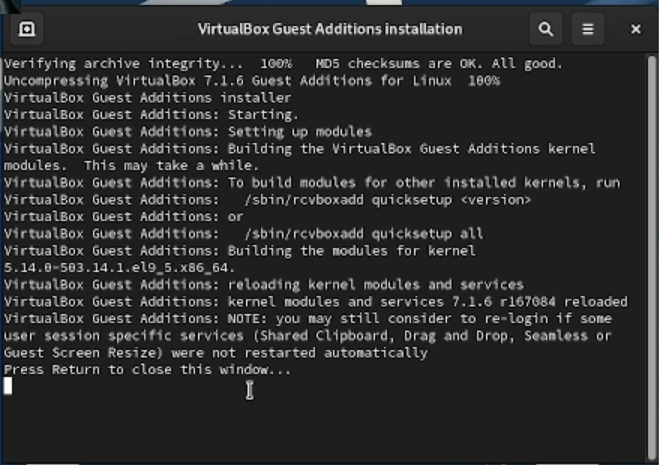 VirtualBox Guest Additions installation
Verifying archive integrity...  100%   MD5 checksums are OK. All good.
Uncompressing VirtualBox 7.1.6 Guest Additions for Linux  100%
VirtualBox Guest Additions installer
VirtualBox Guest Additions: Starting.
VirtualBox Guest Additions: Setting up modules
VirtualBox Guest Additions: Building the VirtualBox Guest Additions kernel
modules.  This may take a while.
VirtualBox Guest Additions: To build modules for other installed kernels, run
VirtualBox Guest Additions:   /sbin/rcvboxadd quicksetup <version>
VirtualBox Guest Additions: or
VirtualBox Guest Additions:   /sbin/rcvboxadd quicksetup all
VirtualBox Guest Additions: Building the modules for kernel
5.14.0-503.14.1.el9_5.x86_64.
VirtualBox Guest Additions: reloading kernel modules and services
VirtualBox Guest Additions: kernel modules and services 7.1.6 r167084 reloaded
VirtualBox Guest Additions: NOTE: you may still consider to re-login if some
user session specific services (Shared Clipboard, Drag and Drop, Seamless or
Guest Screen Resize) were not restarted automatically
Press Return to close this window...